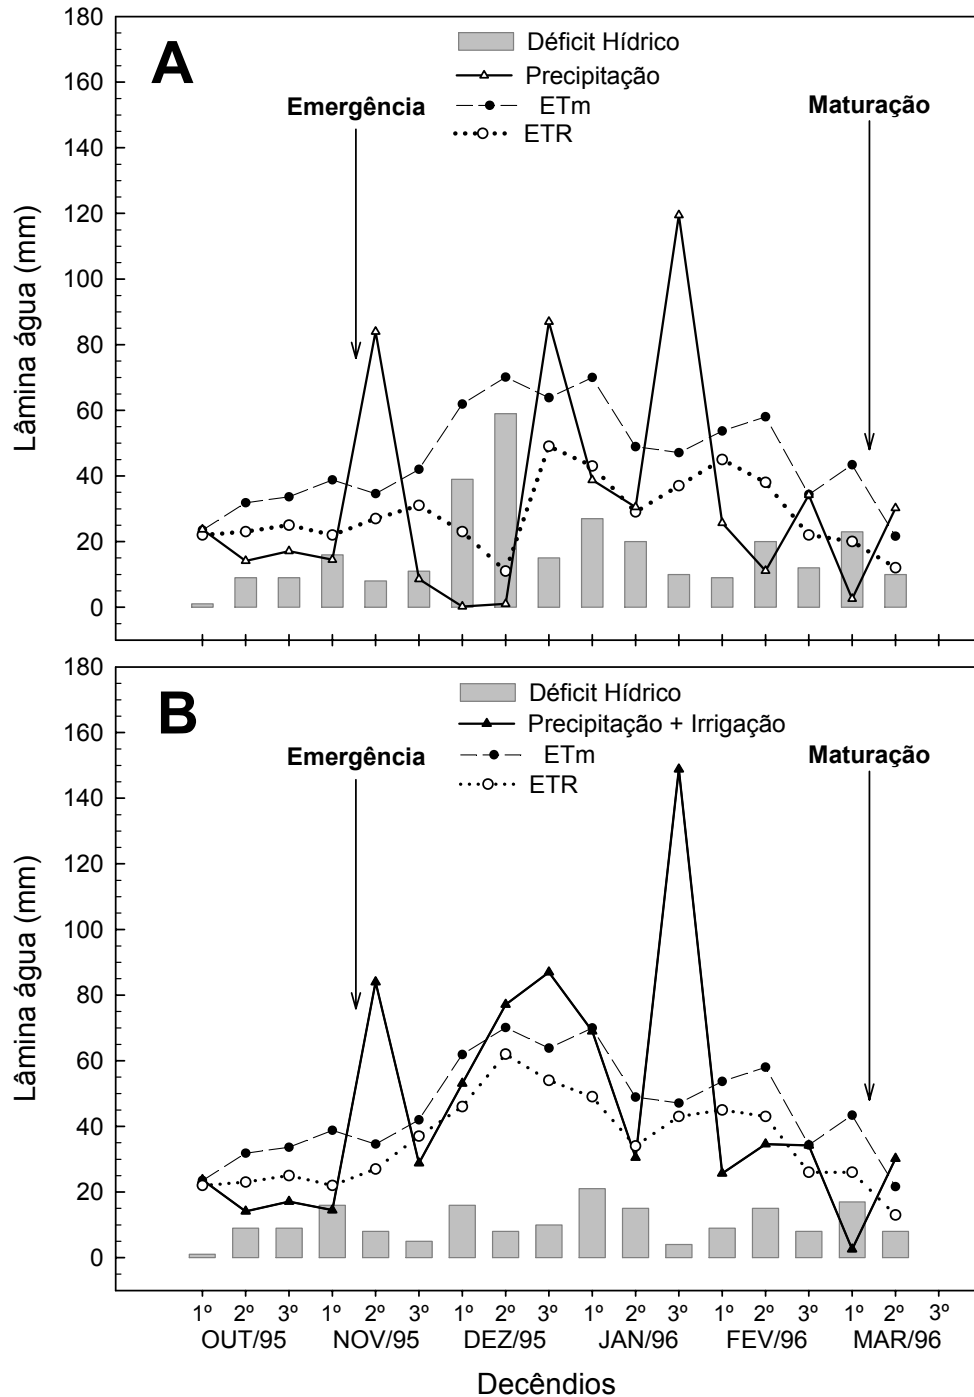 A
Déficit Hídrico
Precipitação
ETm
ETR
Emergência
Maturação
Lâmina água (mm)
180
160
140
120
100
80
60
40
20
0
B
Déficit Hídrico
Precipitação + Irrigação
ETm
ETR
Emergência
Maturação
Lâmina água (mm)
180
160
140
120
100
80
60
40
20
0
1º 2º 3º 1º 2º 3º 1º 2º 3º 1º 2º 3º 1º 2º 3º 1º 2º 3º
OUT/95 NOV/95 DEZ/95 JAN/96 FEV/96 MAR/96
Decêndios